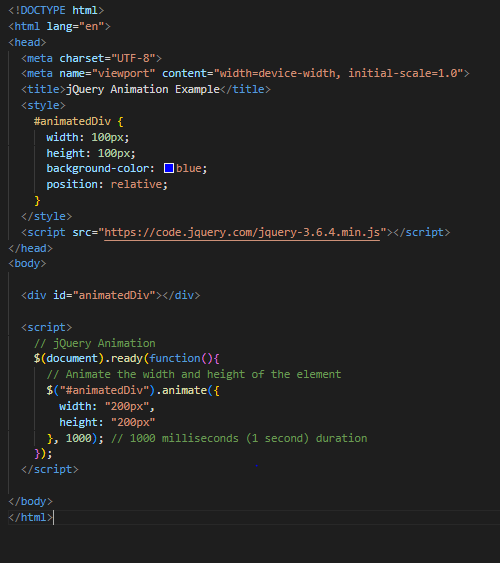 <!DOCTYPE html>
<html lang="en">
<head>
  <meta charset="UTF-8">
  <meta name="viewport" content="width=device-width, initial-scale=1.0">
  <title>jQuery Animation Example</title>
  <style>
    #animatedDiv {
      width: 100px;
      height: 100px;
      background-color: blue;
      position: relative;
    }
  </style>
  <script src="https://code.jquery.com/jquery-3.6.4.min.js"></script>
</head>
<body>

  <div id="animatedDiv"></div>

  <script>
    // jQuery Animation
    $(document).ready(function(){
      // Animate the width and height of the element
      $("#animatedDiv").animate({
        width: "200px",
        height: "200px"
      }, 1000); // 1000 milliseconds (1 second) duration
    });
  </script>

</body>
</html>